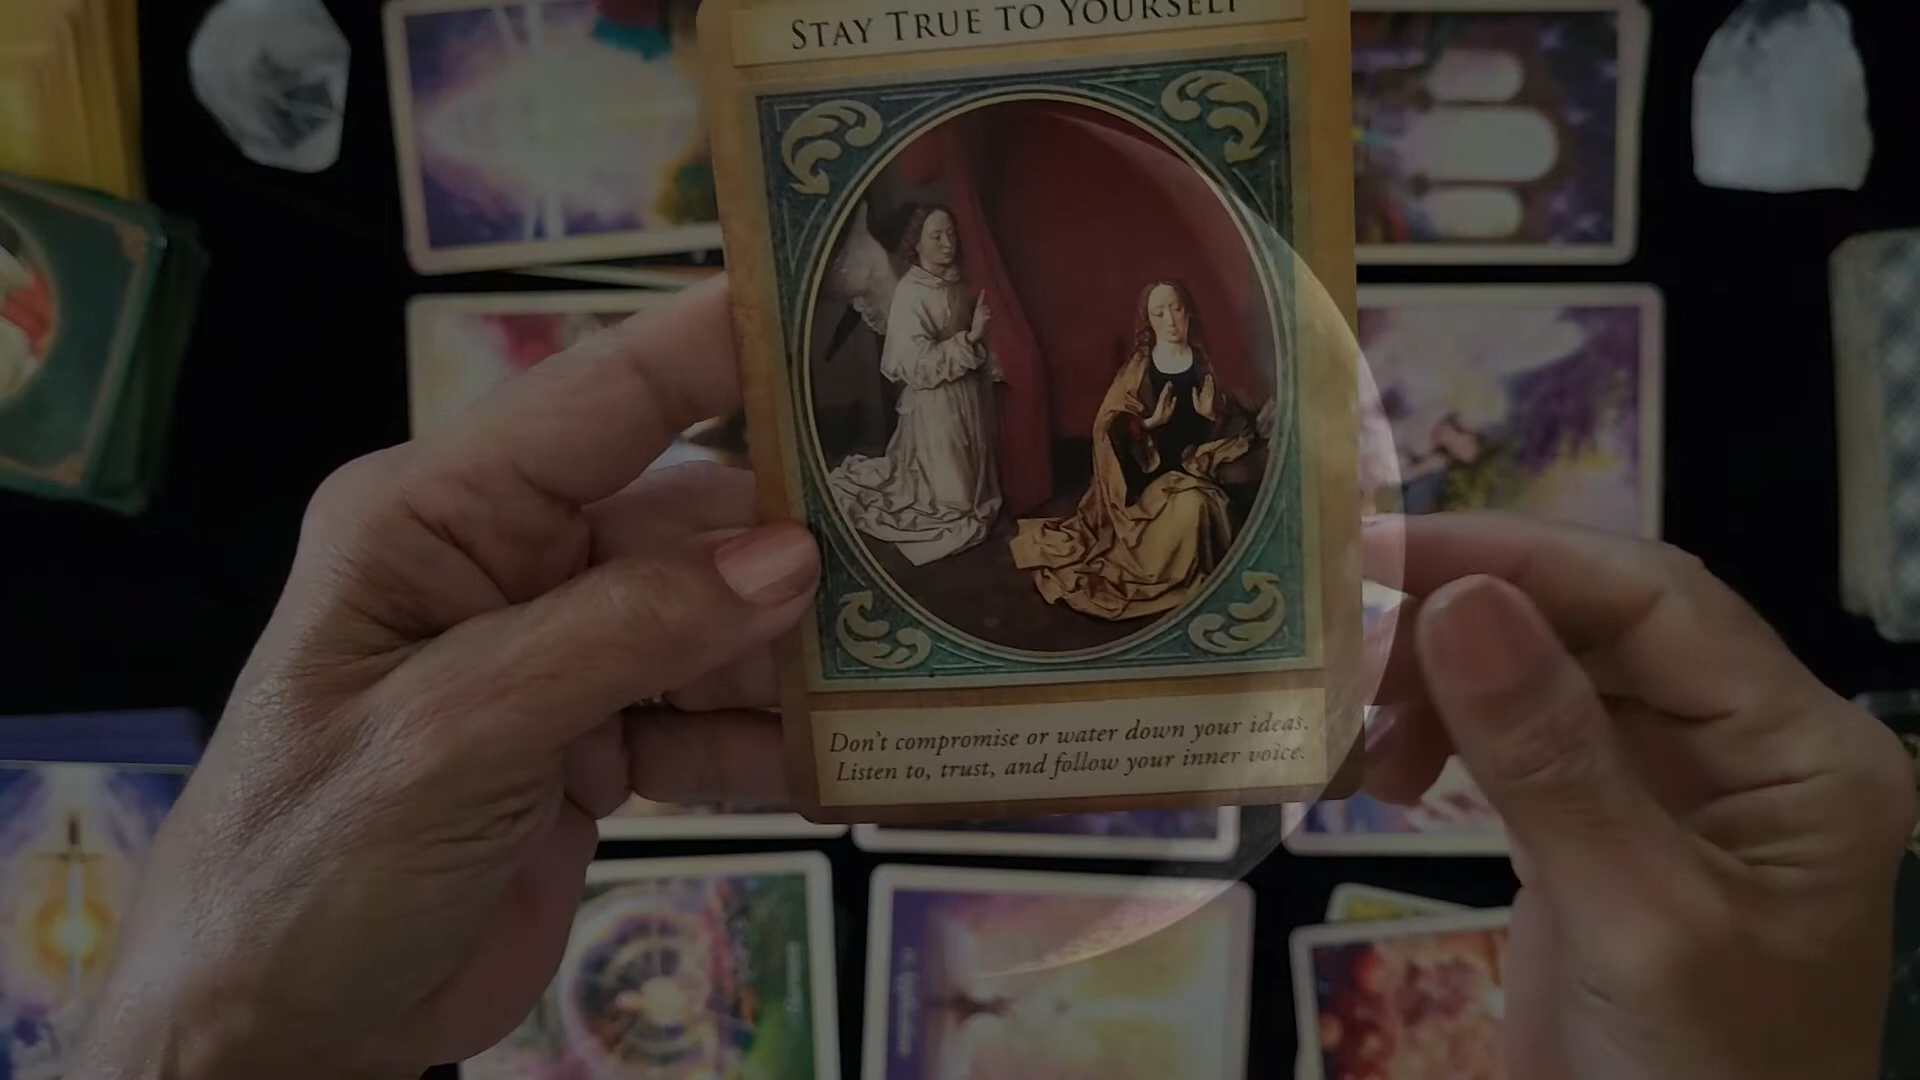 STAY TRUE TO YOURSELF
Don't compromise or water down your ideas.
Listen to, trust, and follow your inner voice.